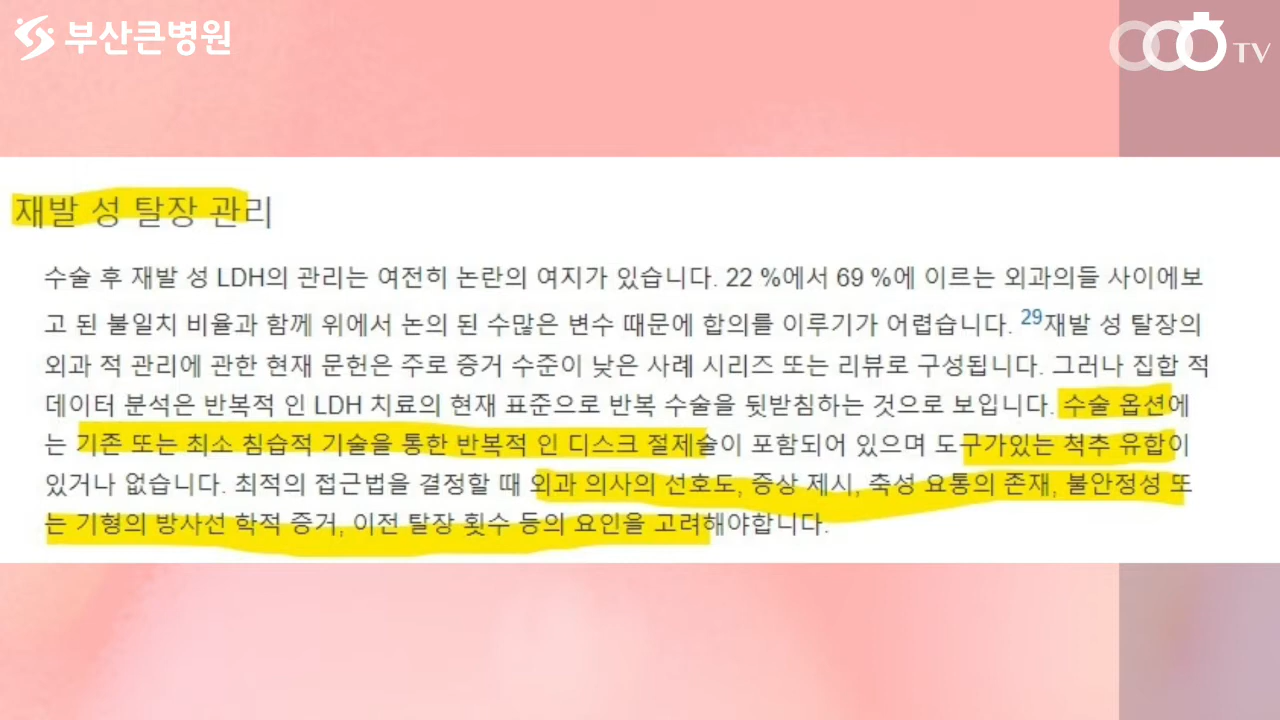 부산큰병원
TV
재발 성 탈장 관리
수술 후 재발 성 LDH의 관리는 여전히 논란의 여지가 있습니다. 22 %에서 69 %에 이르는 외과의들 사이에보
고 된 불일치 비율과 함께 위에서 논의 된 수많은 변수 때문에 합의를 이루기가 어렵습니다. 29재발 성 탈장의
외과 적 관리에 관한 현재 문헌은 주로 증거 수준이 낮은 사례 시리즈 또는 리뷰로 구성됩니다. 그러나 집합 적
데이터 분석은 반복적 인 LDH 치료의 현재 표준으로 반복 수술을 뒷받침하는 것으로 보입니다. 수술 옵션에
는 기존 또는 최소 침습적 기술을 통한 반복적 인 디스크 절제술이 포함되어 있으며 도구가있는 척추 유합이
있거나 없습니다. 최적의 접근법을 결정할 때 외과 의사의 선호도, 증상 제시, 축성 요통의 존재, 불안정성 또
는 기형의 방사선 학적 증거, 이전 탈장 횟수 등의 요인을 고려해야합니다.